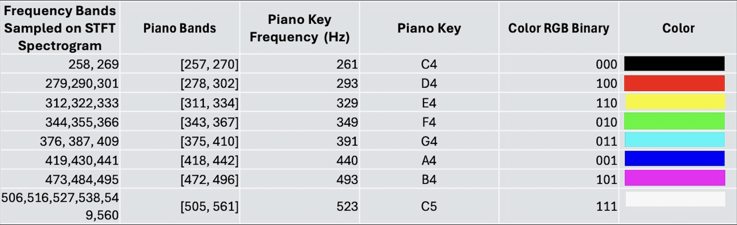 Frequency Bands Sampled on STFT Spectrogram Piano Bands Piano Key Frequency (Hz) Piano Key Color RGB Binary Color
258, 269 [257, 270] 261 C4 000
279,290,301 [278, 302] 293 D4 100
312,322,333 [311, 334] 329 E4 110
344,355,366 [343, 367] 349 F4 010
376, 387, 409 [375, 410] 391 G4 011
419,430,441 [418, 442] 440 A4 001
473,484,495 [472, 496] 493 B4 101
506,516,527,538,549,560 [505, 561] 523 C5 111